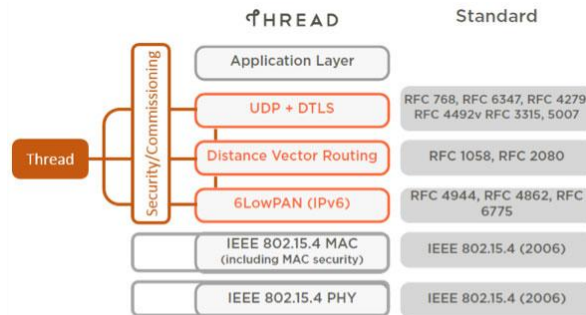 THREAD
Standard
Application Layer
UDP + DTLS
RFC 768, RFC 6347, RFC 4279
RFC 4492v RFC 3315, 5007
Security/Commissioning
Thread
Distance Vector Routing
RFC 1058, RFC 2080
6LowPAN (IPv6)
RFC 4944, RFC 4862, RFC
6775
IEEE 802.15.4 MAC
(including MAC security)
IEEE 802.15.4 (2006)
IEEE 802.15.4 PHY
IEEE 802.15.4 (2006)